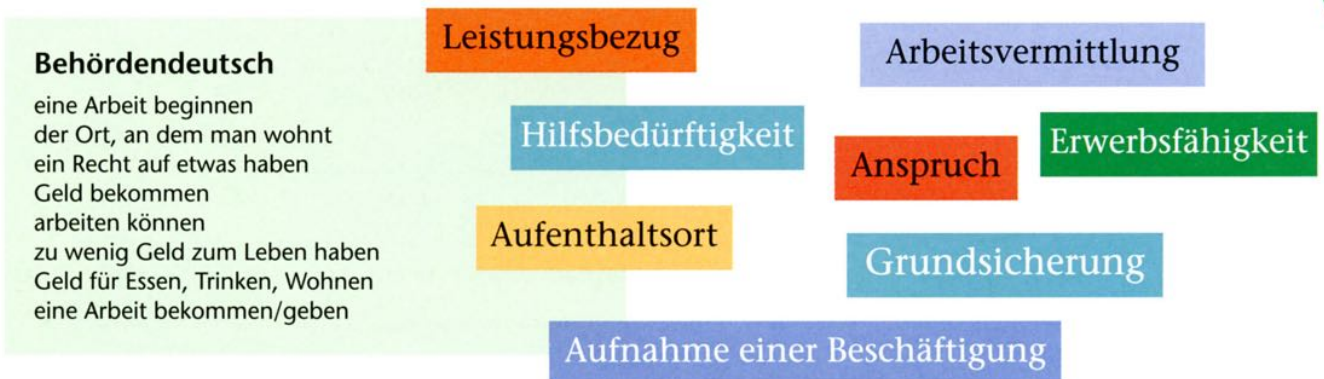 Behördendeutsch
eine Arbeit beginnen
der Ort, an dem man wohnt
ein Recht auf etwas haben
Geld bekommen
arbeiten können
zu wenig Geld zum Leben haben
Geld für Essen, Trinken, Wohnen
eine Arbeit bekommen/geben
Leistungsbezug
Arbeitsvermittlung
Hilfsbedürftigkeit
Anspruch
Erwerbsfähigkeit
Aufenthaltsort
Grundsicherung
Aufnahme einer Beschäftigung